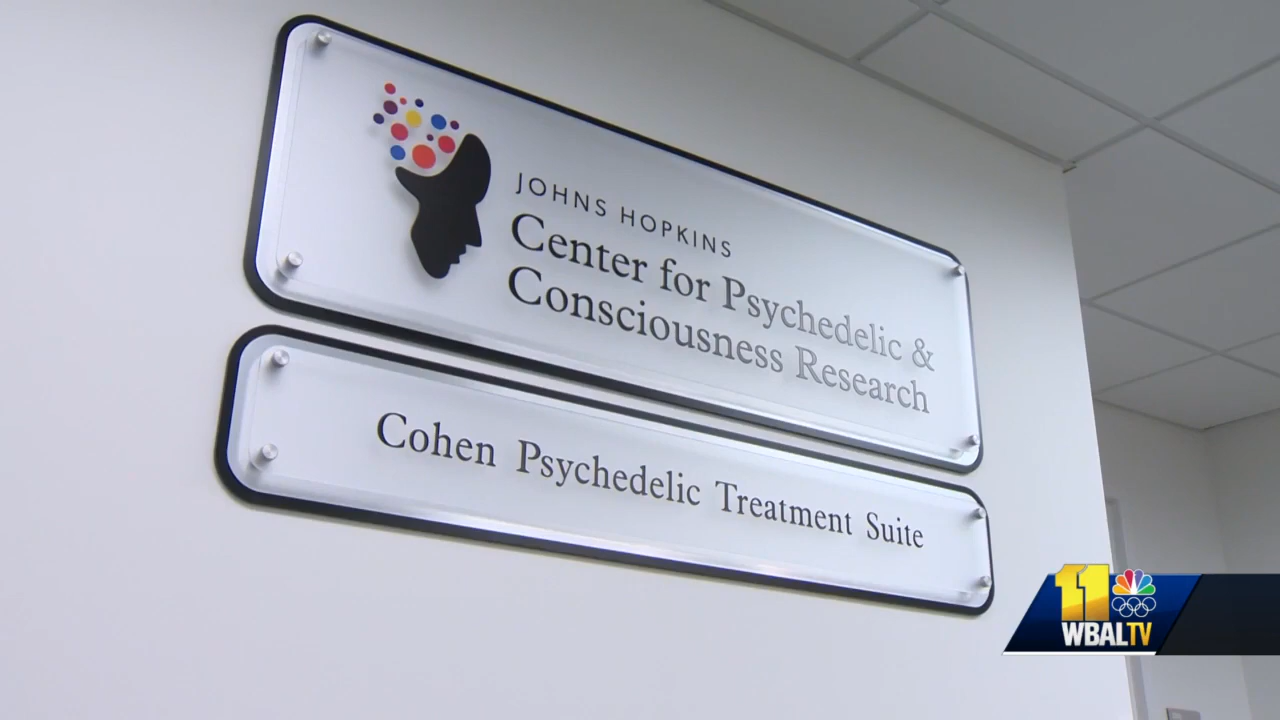 JOHNS HOPKINS
Center for Psychedelic &
Consciousness Research
Cohen Psychedelic Treatment Suite
11
WBALTV